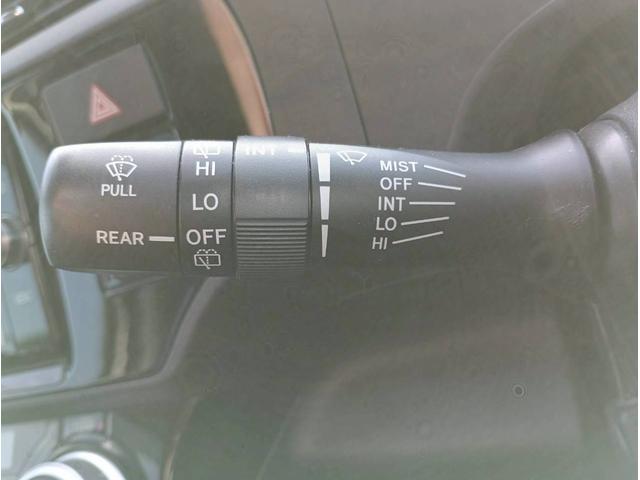 PULL
REAR
HI
LO
OFF
INT
MIST
OFF
INT
LO
HI